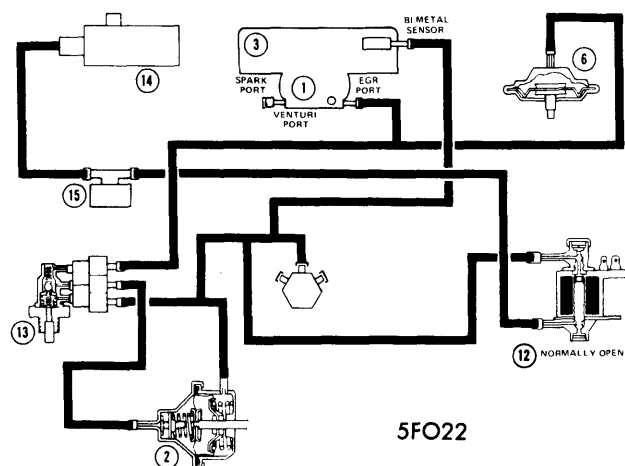 BI METAL
SENSOR
3
6
14
SPARK
PORT
1
EGR
PORT
VENTURI
PORT
15
13
12 NORMALLY OPEN
2
5FO22